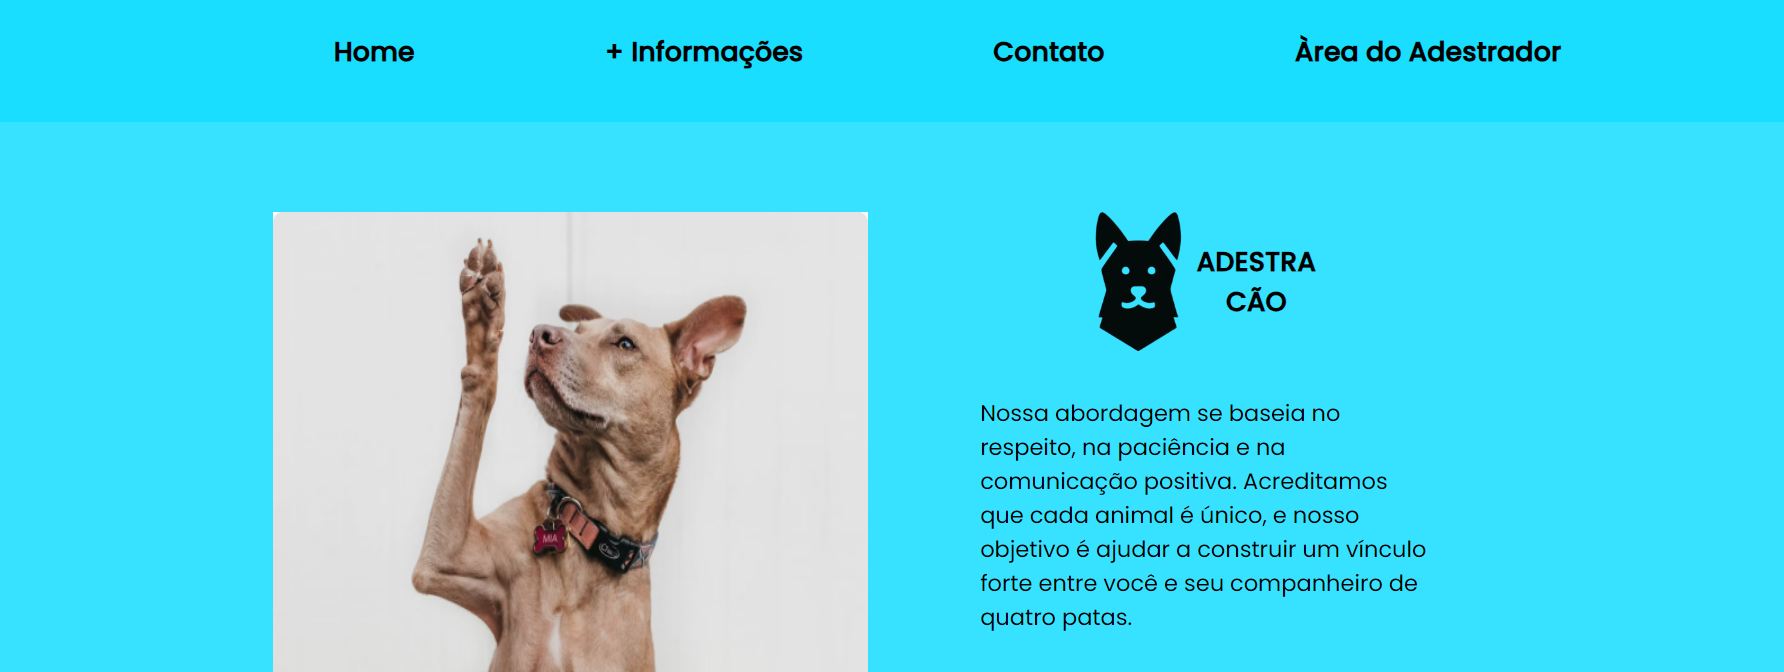 Home
+ Informações
Contato
Àrea do Adestrador
ADESTRA
CÃO
Nossa abordagem se baseia no
respeito, na paciência e na
comunicação positiva. Acreditamos
que cada animal é único, e nosso
objetivo é ajudar a construir um vínculo
forte entre você e seu companheiro de
quatro patas.
MIA